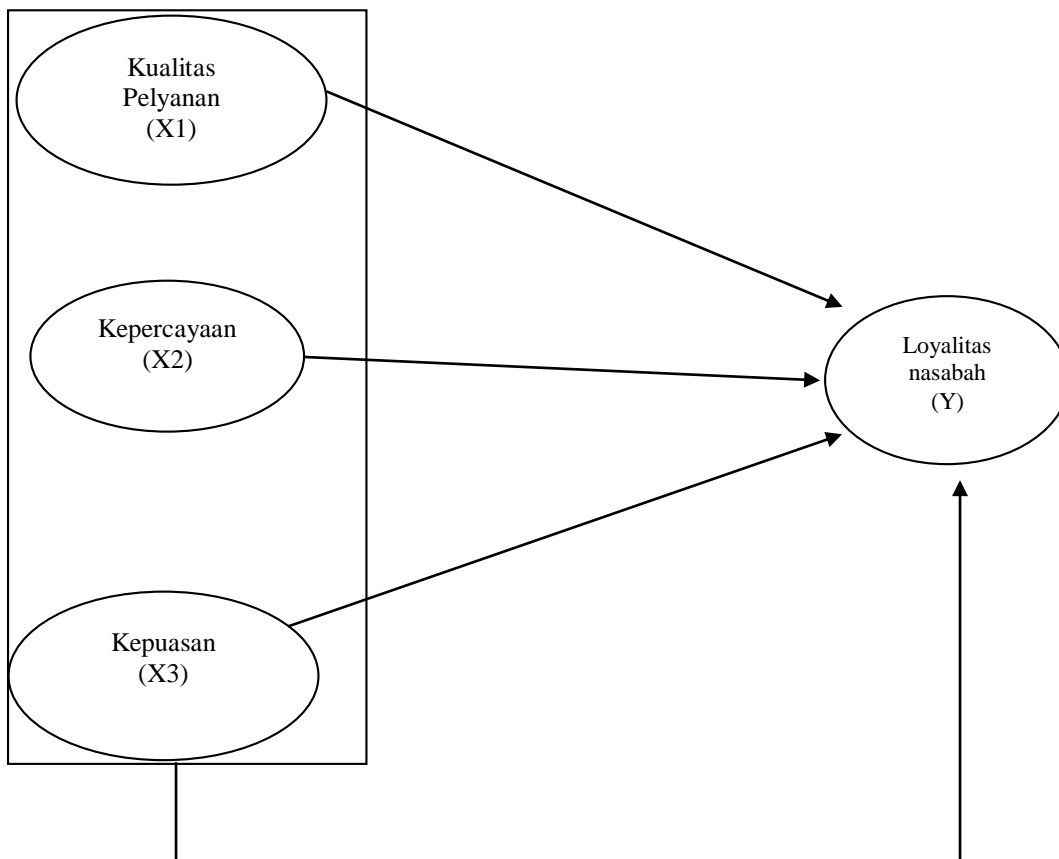 Kualitas
Pelyanan
(X1)
Kepercayaan
(X2)
Loyalitas
nasabah
(Y)
Kepuasan
(X3)